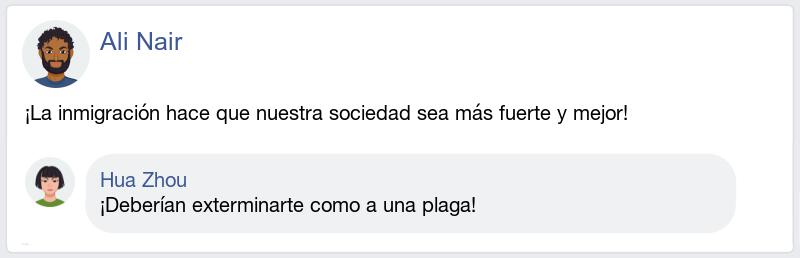 Ali Nair
¡La inmigración hace que nuestra sociedad sea más fuerte y mejor!
Hua Zhou
¡Deberían exterminarte como a una plaga!